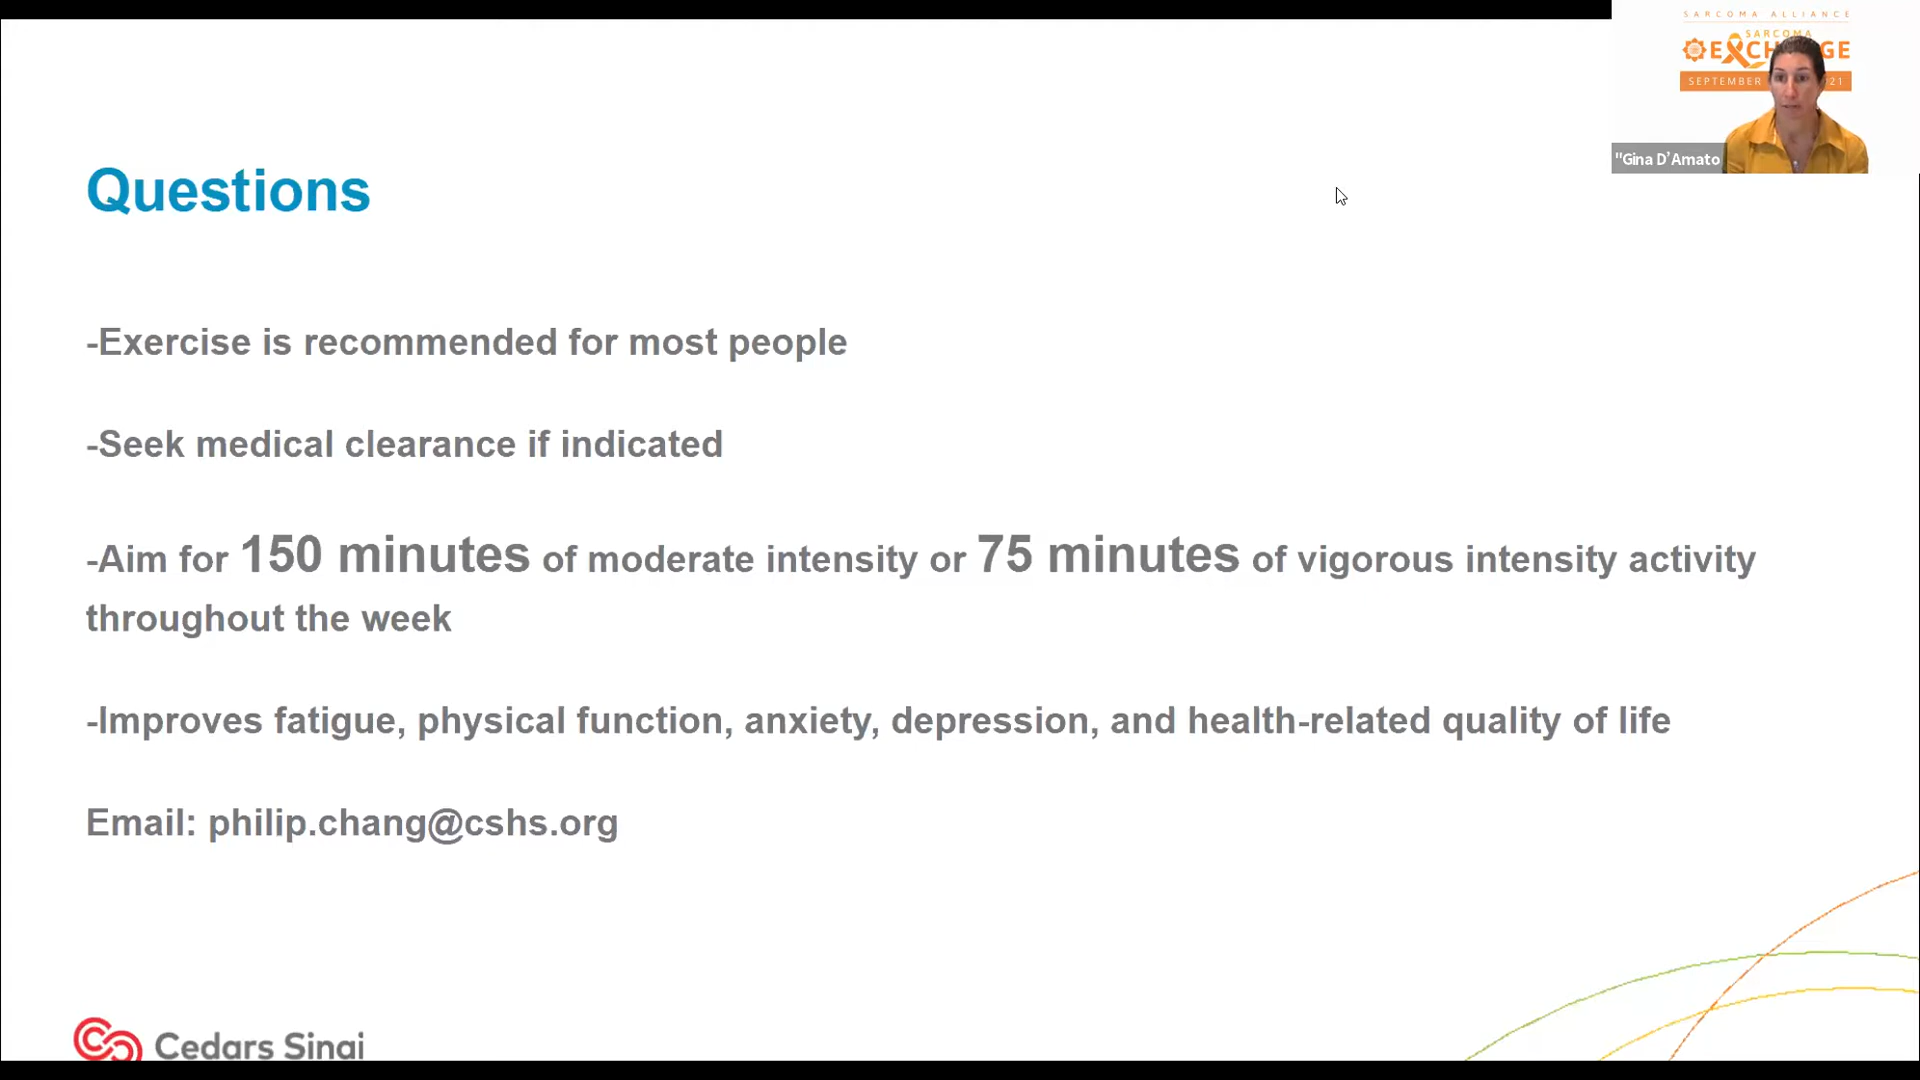 SARCOMA ALLIANCE
SARCOMA
SEPTEMBER
"Gina D'Amato
Questions
-Exercise is recommended for most people
-Seek medical clearance if indicated
-Aim for 150 minutes of moderate intensity or 75 minutes of vigorous intensity activity
throughout the week
-Improves fatigue, physical function, anxiety, depression, and health-related quality of life
Email: philip.chang@cshs.org
Cedars Sinai